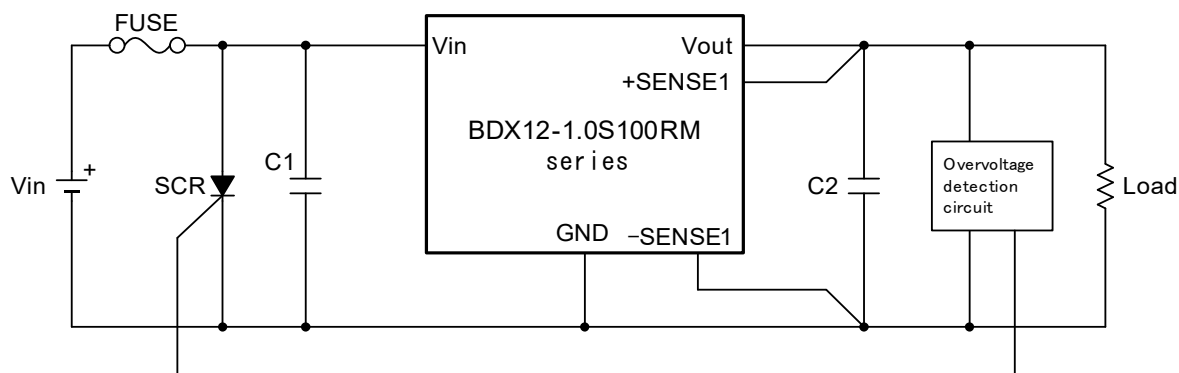 FUSE
Vin
Vout
+SENSE1
BDX12-1.0S100RM
series
C1
+
Vin
SCR
C2
Overvoltage
detection
circuit
Load
GND
−SENSE1